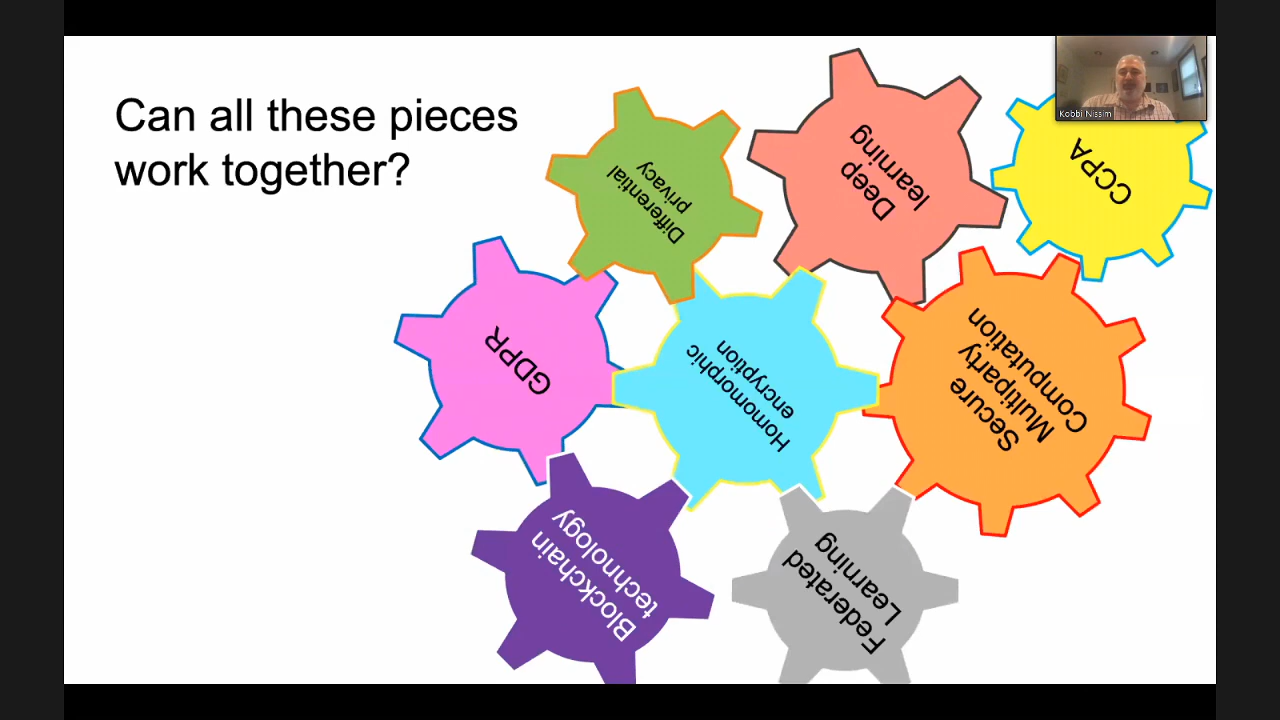 Can all these pieces
work together?
Differential
privacy
Deep
learning
CCPA
Kobbi Nissim
GDPR
Homomorphic
encryption
Secure
Multiparty
Computation
Blockchain
technology
Federated
Learning